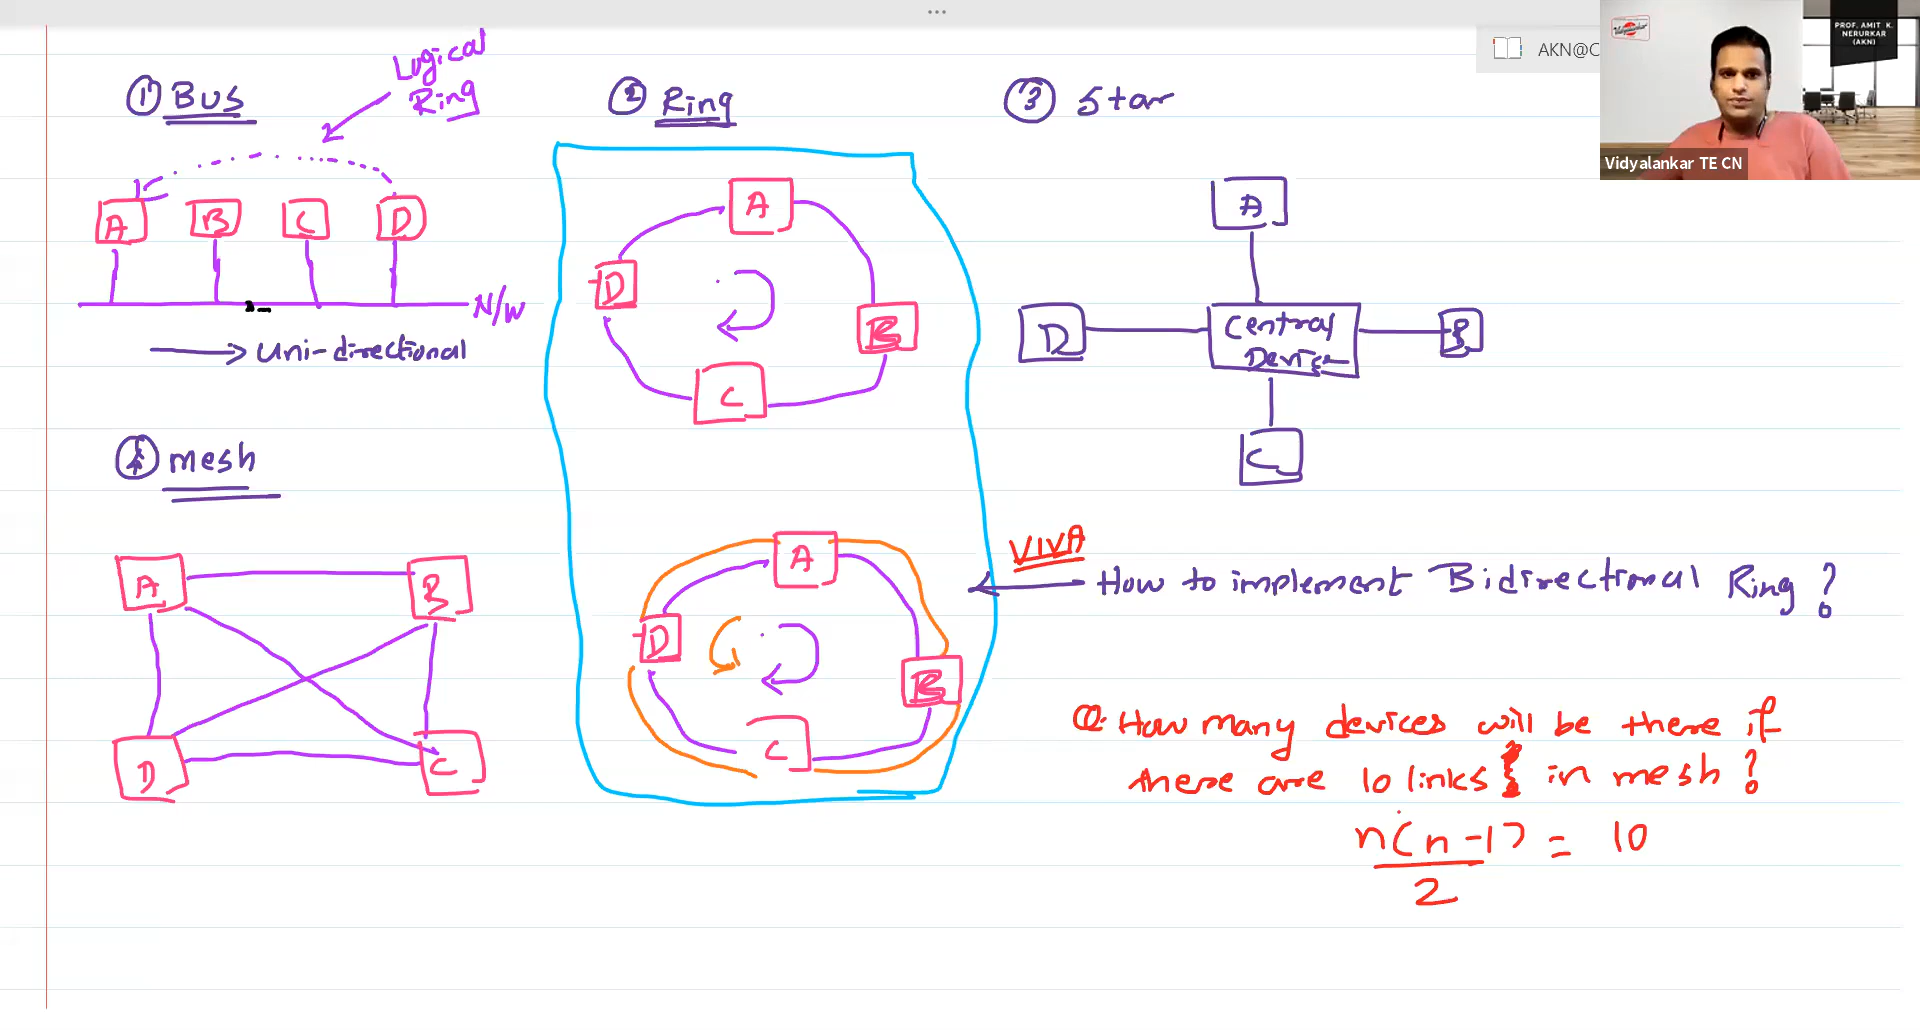 AKN@C
PROF. AMIT K.
NERURKAR
(AKN)
Vidyalankar TE CN
① Bus
Logical
Ring
A B C D
N/W
Uni-directional
② Ring
A
D
B
C
③ Star
A
D
Central
Device
B
C
④ mesh
A B
D C
A
D
B
C
VIVA
How to implement Bidirectional Ring?
Q. How many devices will be there if
there are 10 links in mesh?
n(n-1) = 10
2